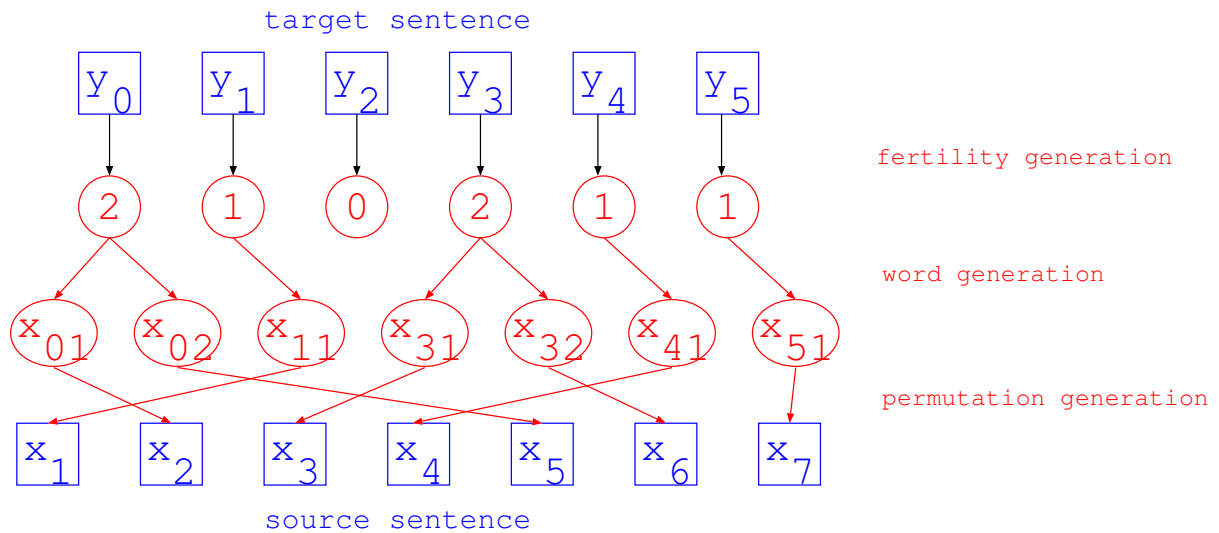 target sentence
y0 y1 y2 y3 y4 y5
fertility generation
2 1 0 2 1 1
word generation
x01 x02 x11 x31 x32 x41 x51
permutation generation
x1 x2 x3 x4 x5 x6 x7
source sentence